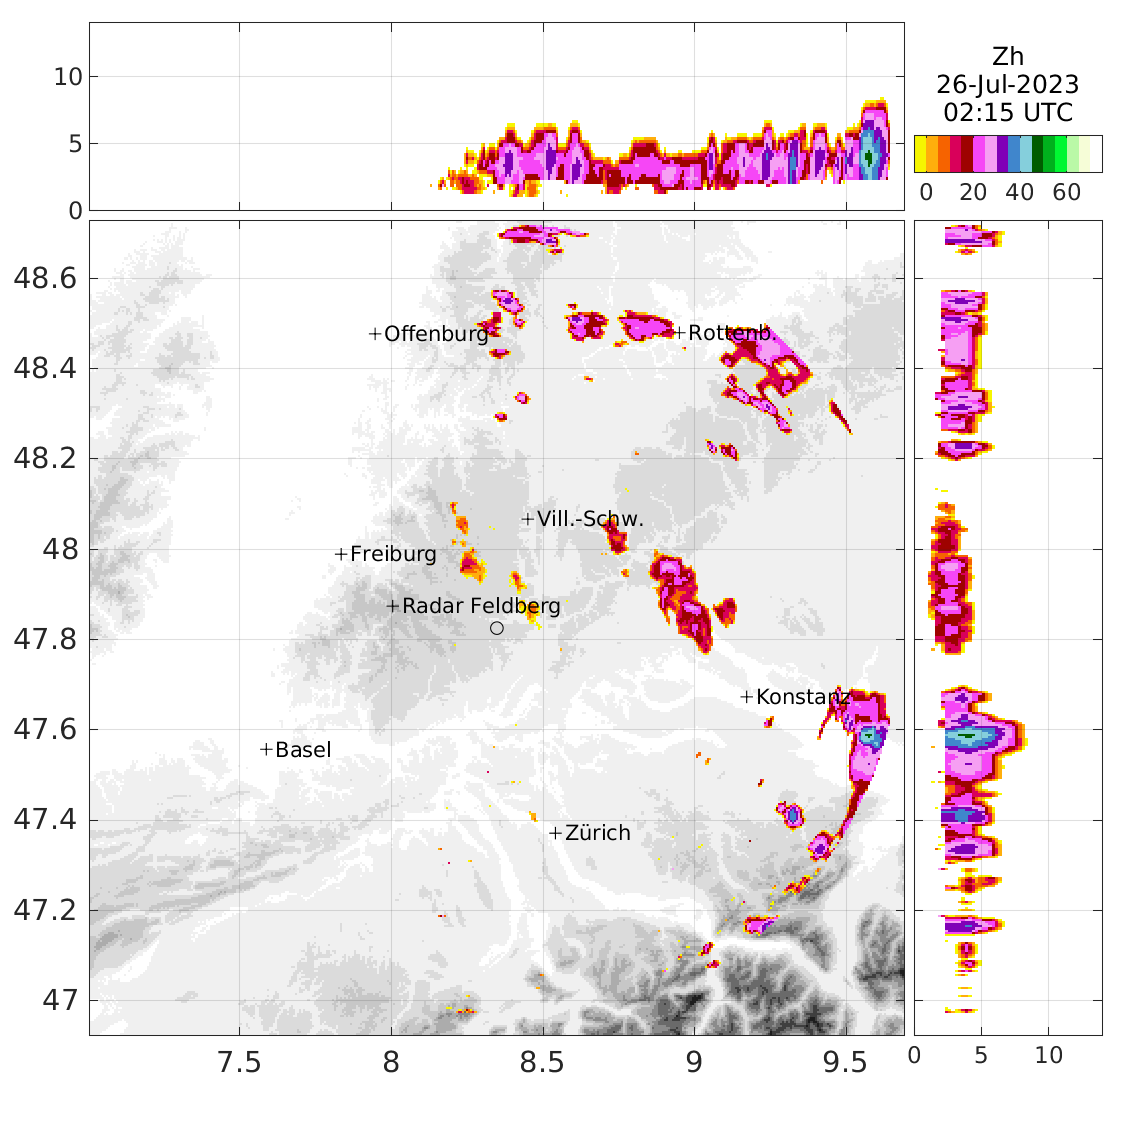 Zh
26-Jul-2023
02:15 UTC
0 20 40 60
10
5
0
48.6
48.4
48.2
48
47.8
47.6
47.4
47.2
47
Offenburg
Rottenb.
Vill.-Schw.
Freiburg
Radar Feldberg
Konstanz
Basel
Zürich
7.5 8 8.5 9 9.5
0 5 10